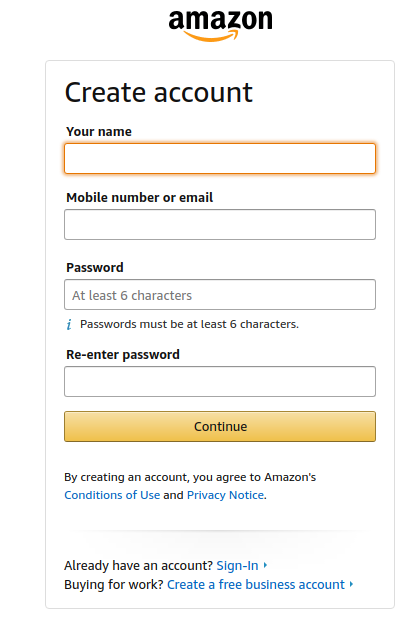 amazon
Create account
Your name
Mobile number or email
Password
At least 6 characters
i Passwords must be at least 6 characters.
Re-enter password
Continue
By creating an account, you agree to Amazon's
Conditions of Use and Privacy Notice.
Already have an account? Sign-In
Buying for work? Create a free business account